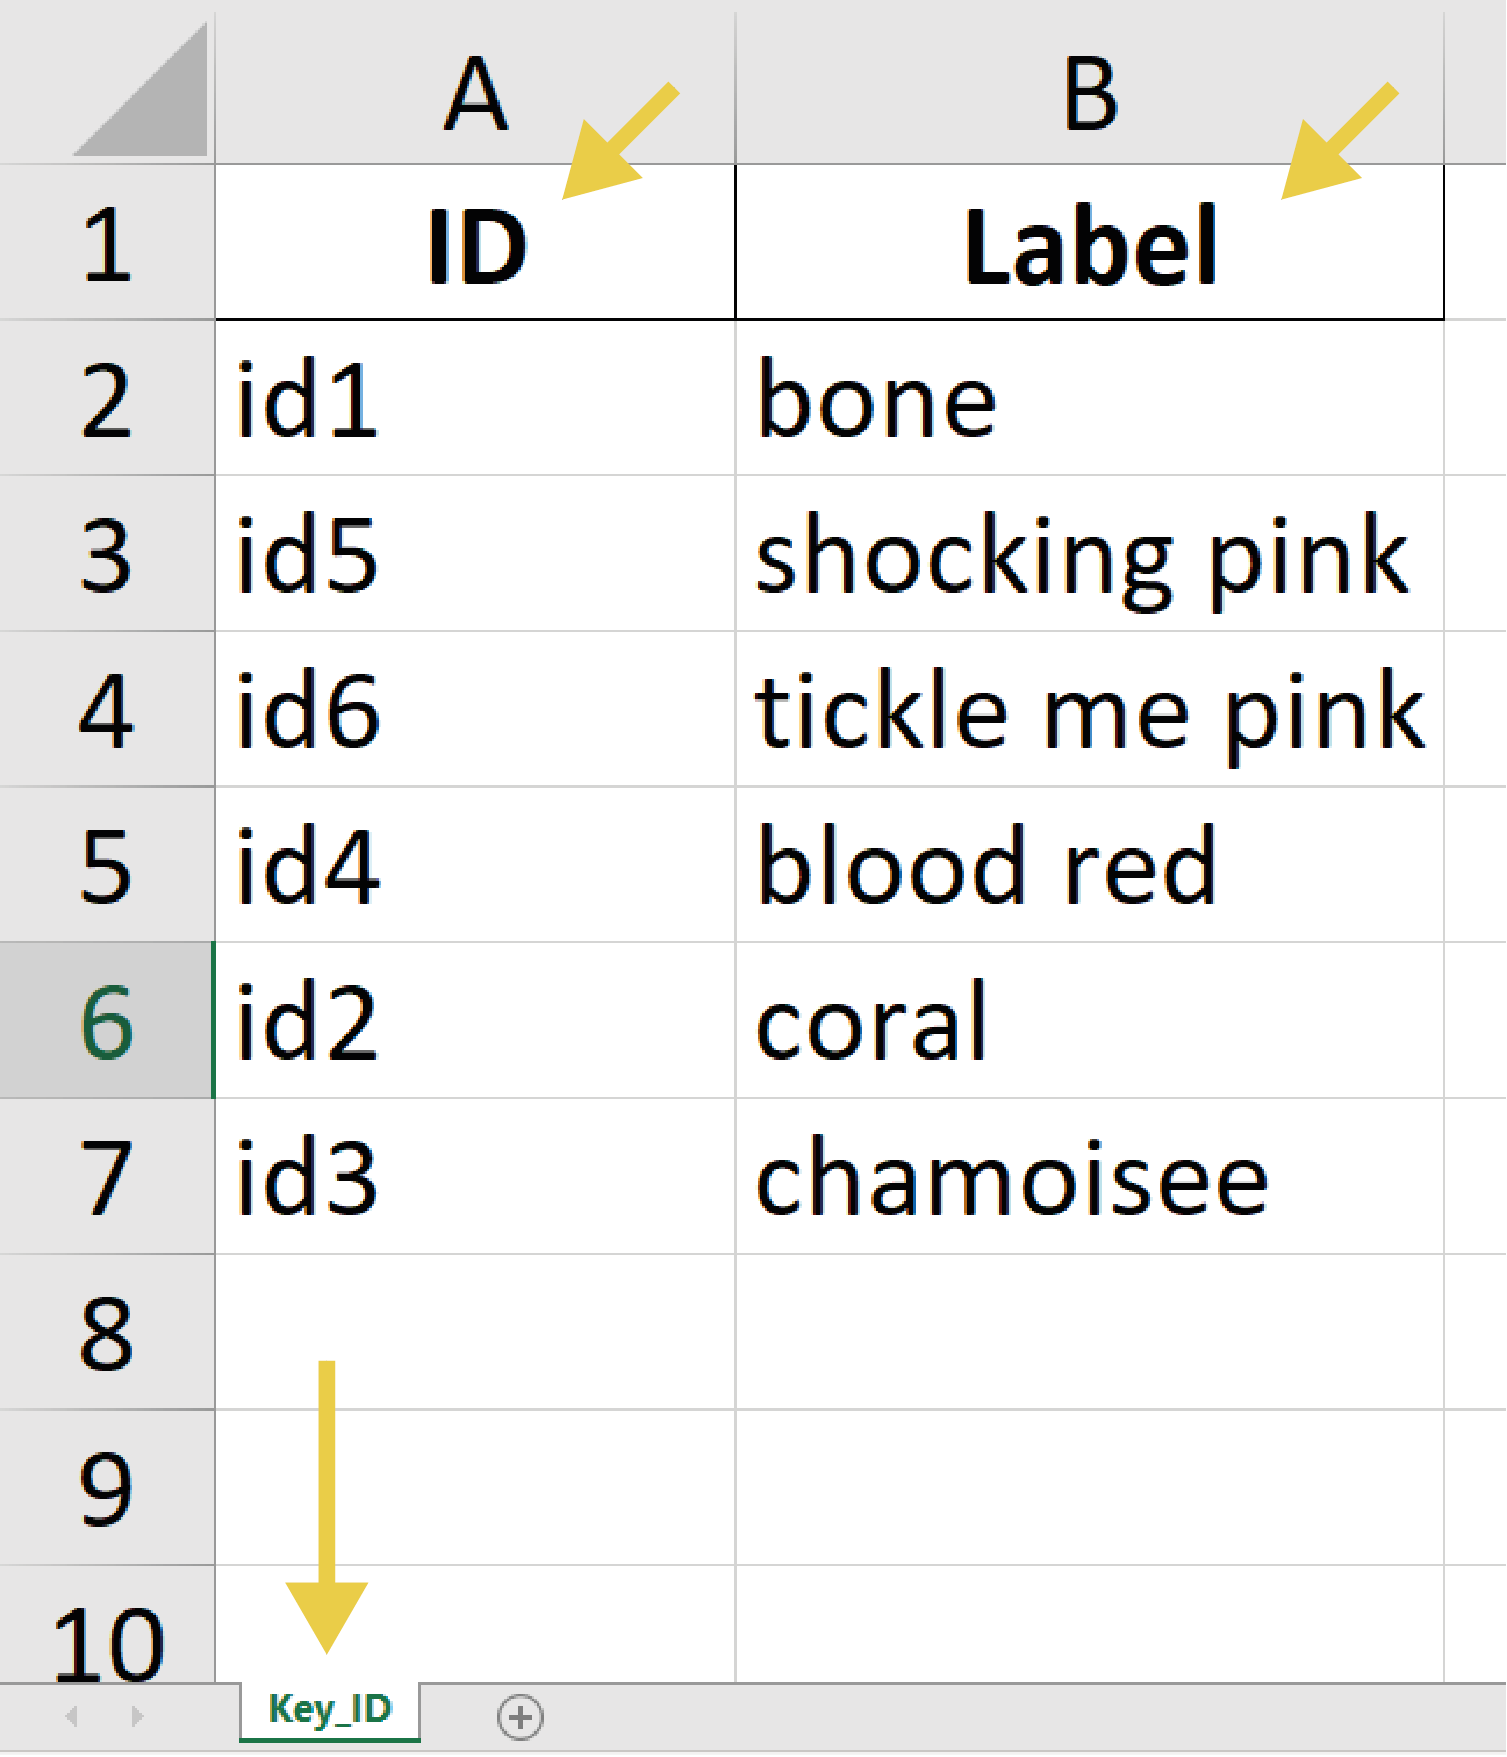 A B
1 ID Label
2 id1 bone
3 id5 shocking pink
4 id6 tickle me pink
5 id4 blood red
6 id2 coral
7 id3 chamoisee
8
9
10
Key_ID